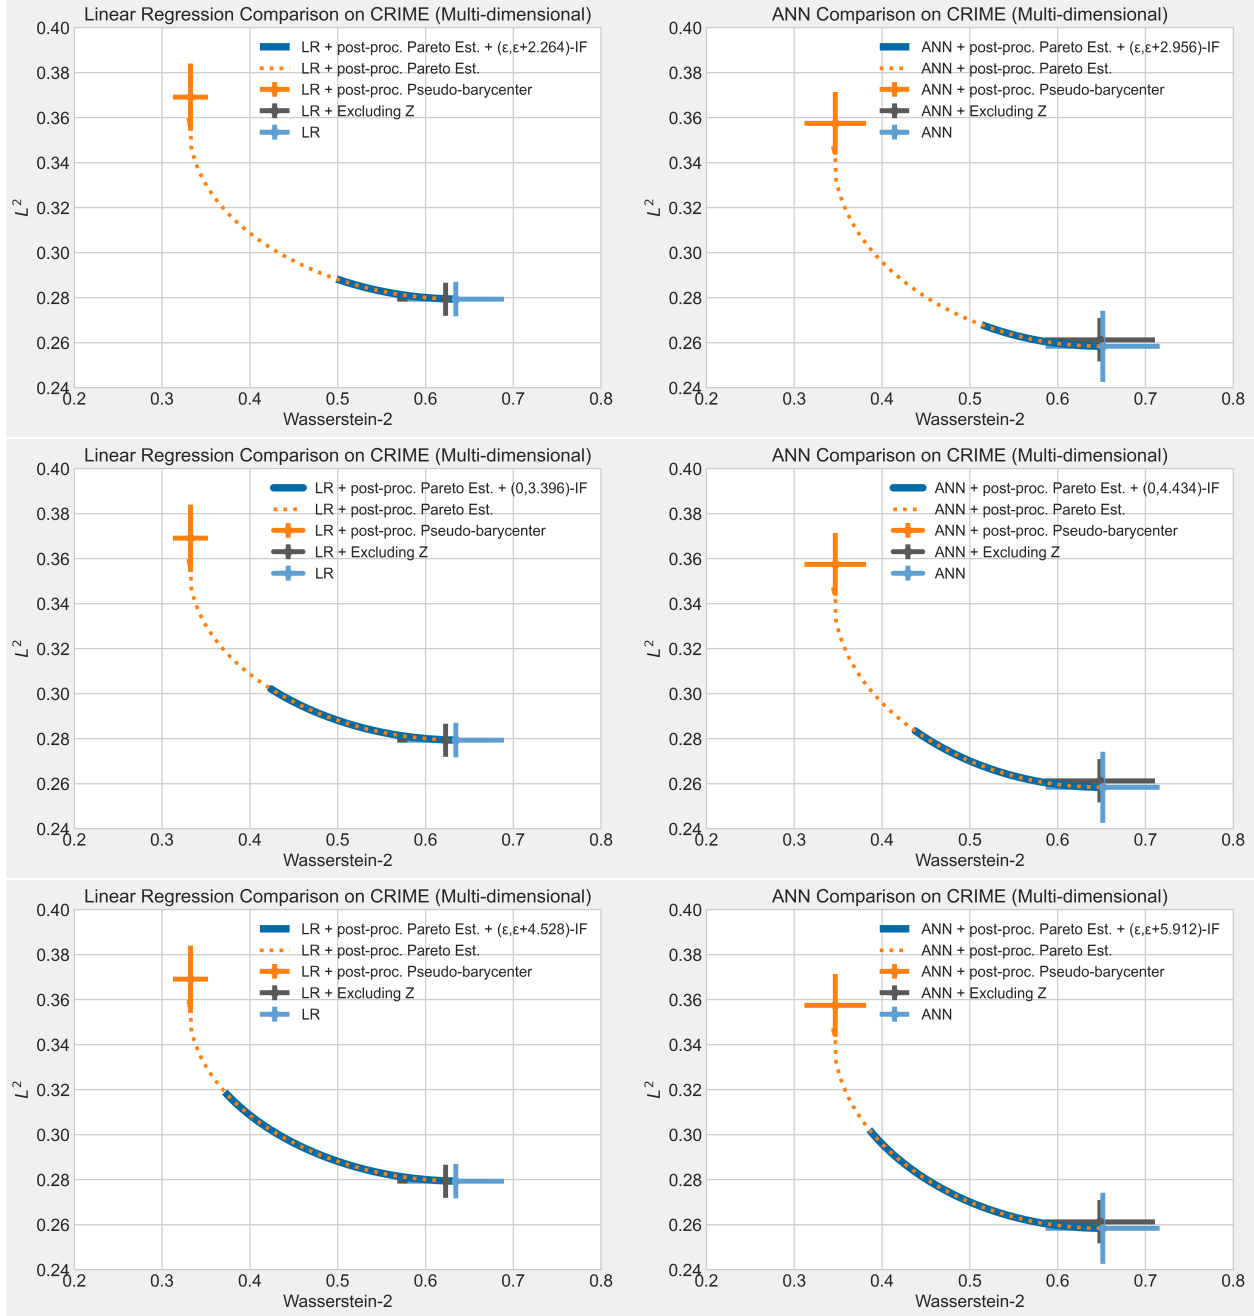 Linear Regression Comparison on CRIME (Multi-dimensional)
LR + post-proc. Pareto Est. + (ε,ε+2.264)-IF
LR + post-proc. Pareto Est.
LR + post-proc. Pseudo-barycenter
LR + Excluding Z
LR
0.40
0.38
0.36
0.34
0.32
0.30
0.28
0.26
0.24
L²
0.2 0.3 0.4 0.5 0.6 0.7 0.8
Wasserstein-2
ANN Comparison on CRIME (Multi-dimensional)
ANN + post-proc. Pareto Est. + (ε,ε+2.956)-IF
ANN + post-proc. Pareto Est.
ANN + post-proc. Pseudo-barycenter
ANN + Excluding Z
ANN
0.40
0.38
0.36
0.34
0.32
0.30
0.28
0.26
0.24
L²
0.2 0.3 0.4 0.5 0.6 0.7 0.8
Wasserstein-2
Linear Regression Comparison on CRIME (Multi-dimensional)
LR + post-proc. Pareto Est. + (0,3.396)-IF
LR + post-proc. Pareto Est.
LR + post-proc. Pseudo-barycenter
LR + Excluding Z
LR
0.40
0.38
0.36
0.34
0.32
0.30
0.28
0.26
0.24
L²
0.2 0.3 0.4 0.5 0.6 0.7 0.8
Wasserstein-2
ANN Comparison on CRIME (Multi-dimensional)
ANN + post-proc. Pareto Est. + (0,4.434)-IF
ANN + post-proc. Pareto Est.
ANN + post-proc. Pseudo-barycenter
ANN + Excluding Z
ANN
0.40
0.38
0.36
0.34
0.32
0.30
0.28
0.26
0.24
L²
0.2 0.3 0.4 0.5 0.6 0.7 0.8
Wasserstein-2
Linear Regression Comparison on CRIME (Multi-dimensional)
LR + post-proc. Pareto Est. + (ε,ε+4.528)-IF
LR + post-proc. Pareto Est.
LR + post-proc. Pseudo-barycenter
LR + Excluding Z
LR
0.40
0.38
0.36
0.34
0.32
0.30
0.28
0.26
0.24
L²
0.2 0.3 0.4 0.5 0.6 0.7 0.8
Wasserstein-2
ANN Comparison on CRIME (Multi-dimensional)
ANN + post-proc. Pareto Est. + (ε,ε+5.912)-IF
ANN + post-proc. Pareto Est.
ANN + post-proc. Pseudo-barycenter
ANN + Excluding Z
ANN
0.40
0.38
0.36
0.34
0.32
0.30
0.28
0.26
0.24
L²
0.2 0.3 0.4 0.5 0.6 0.7 0.8
Wasserstein-2